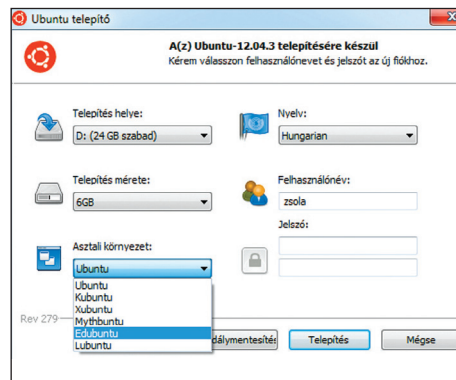 Ubuntu telepítő
A(z) Ubuntu-12.04.3 telepítésére készül
Kérem válasszon felhasználónevet és jelszót az új fiókhoz.
Telepítés helye:
D: (24 GB szabad)
Nyelv:
Hungarian
Telepítés mérete:
6GB
Felhasználónév:
zsola
Jelszó:
Asztali környezet:
Ubuntu
Ubuntu
Kubuntu
Xubuntu
Mythbuntu
Edubuntu
Lubuntu
Rev 279
Telepítés
Mégse